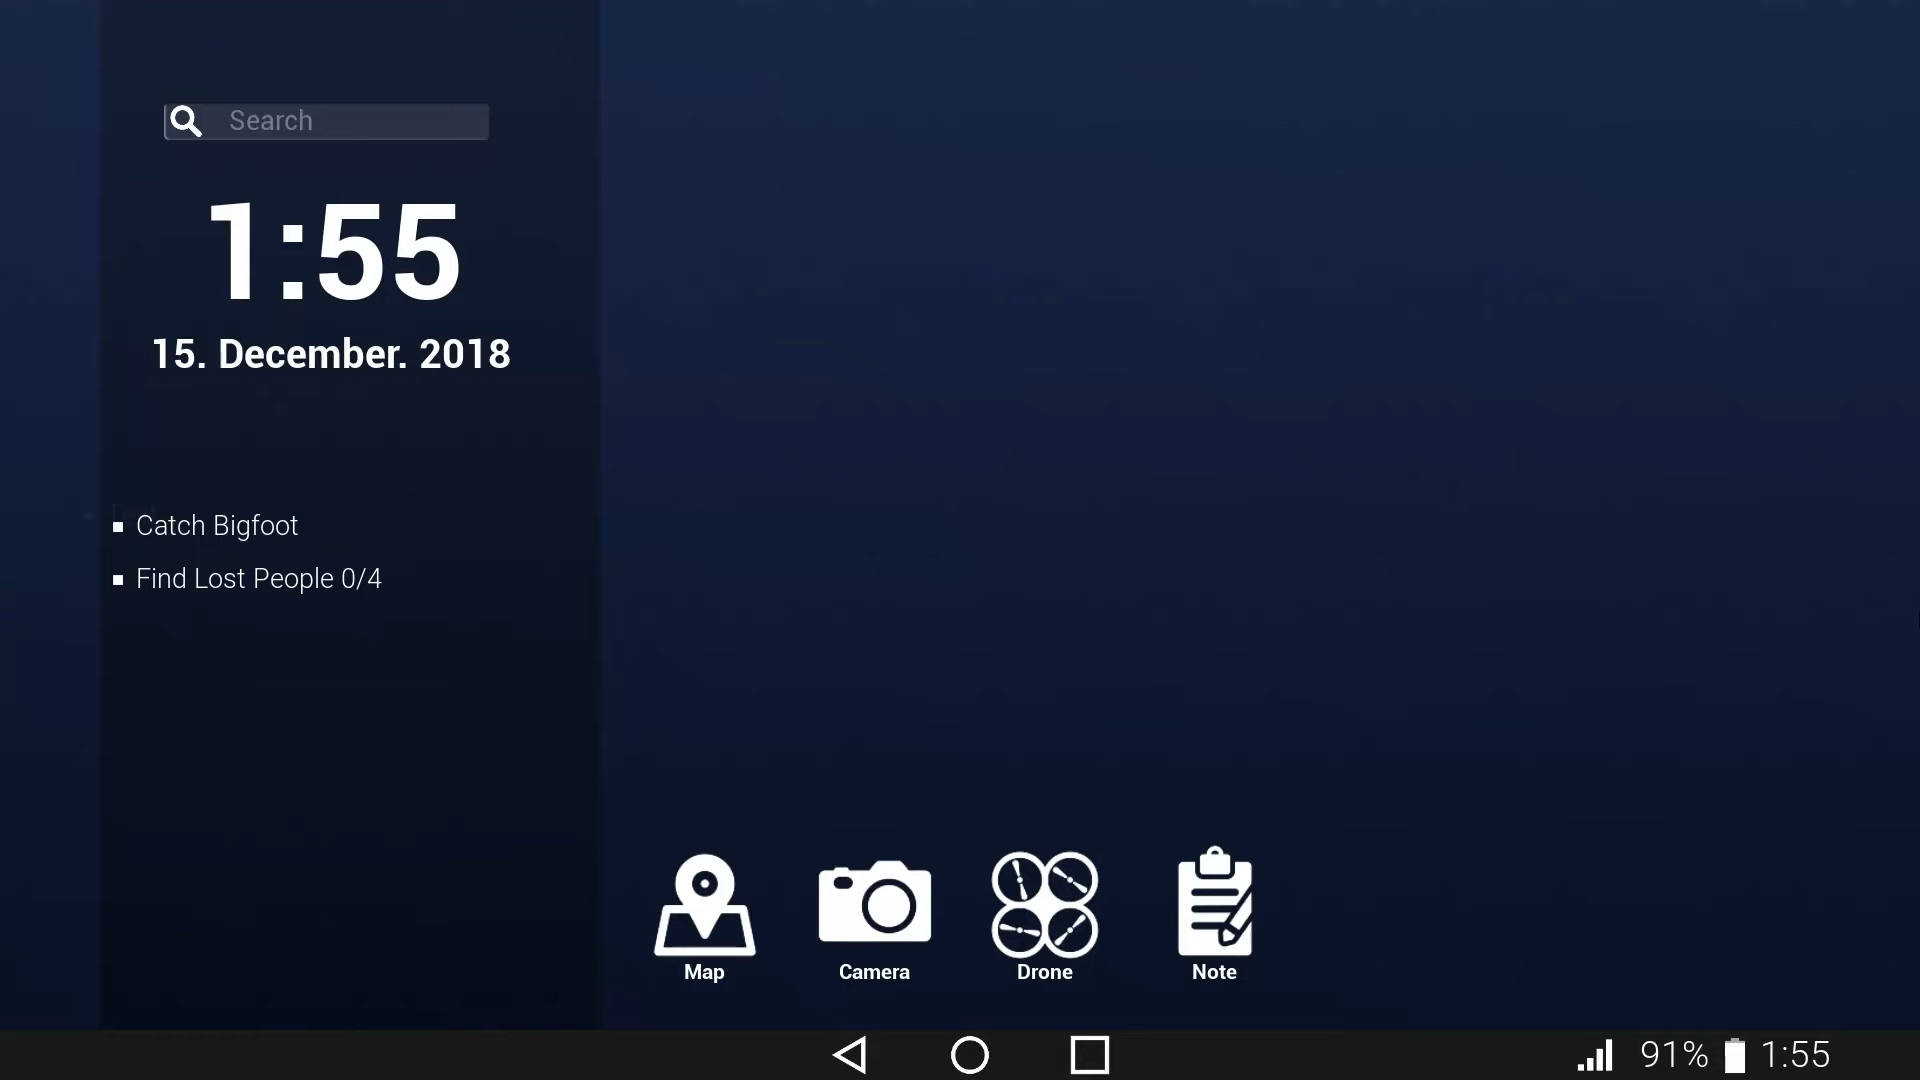 Search
1:55
15. December. 2018
Catch Bigfoot
Find Lost People 0/4
Map
Camera
Drone
Note
91%
1:55